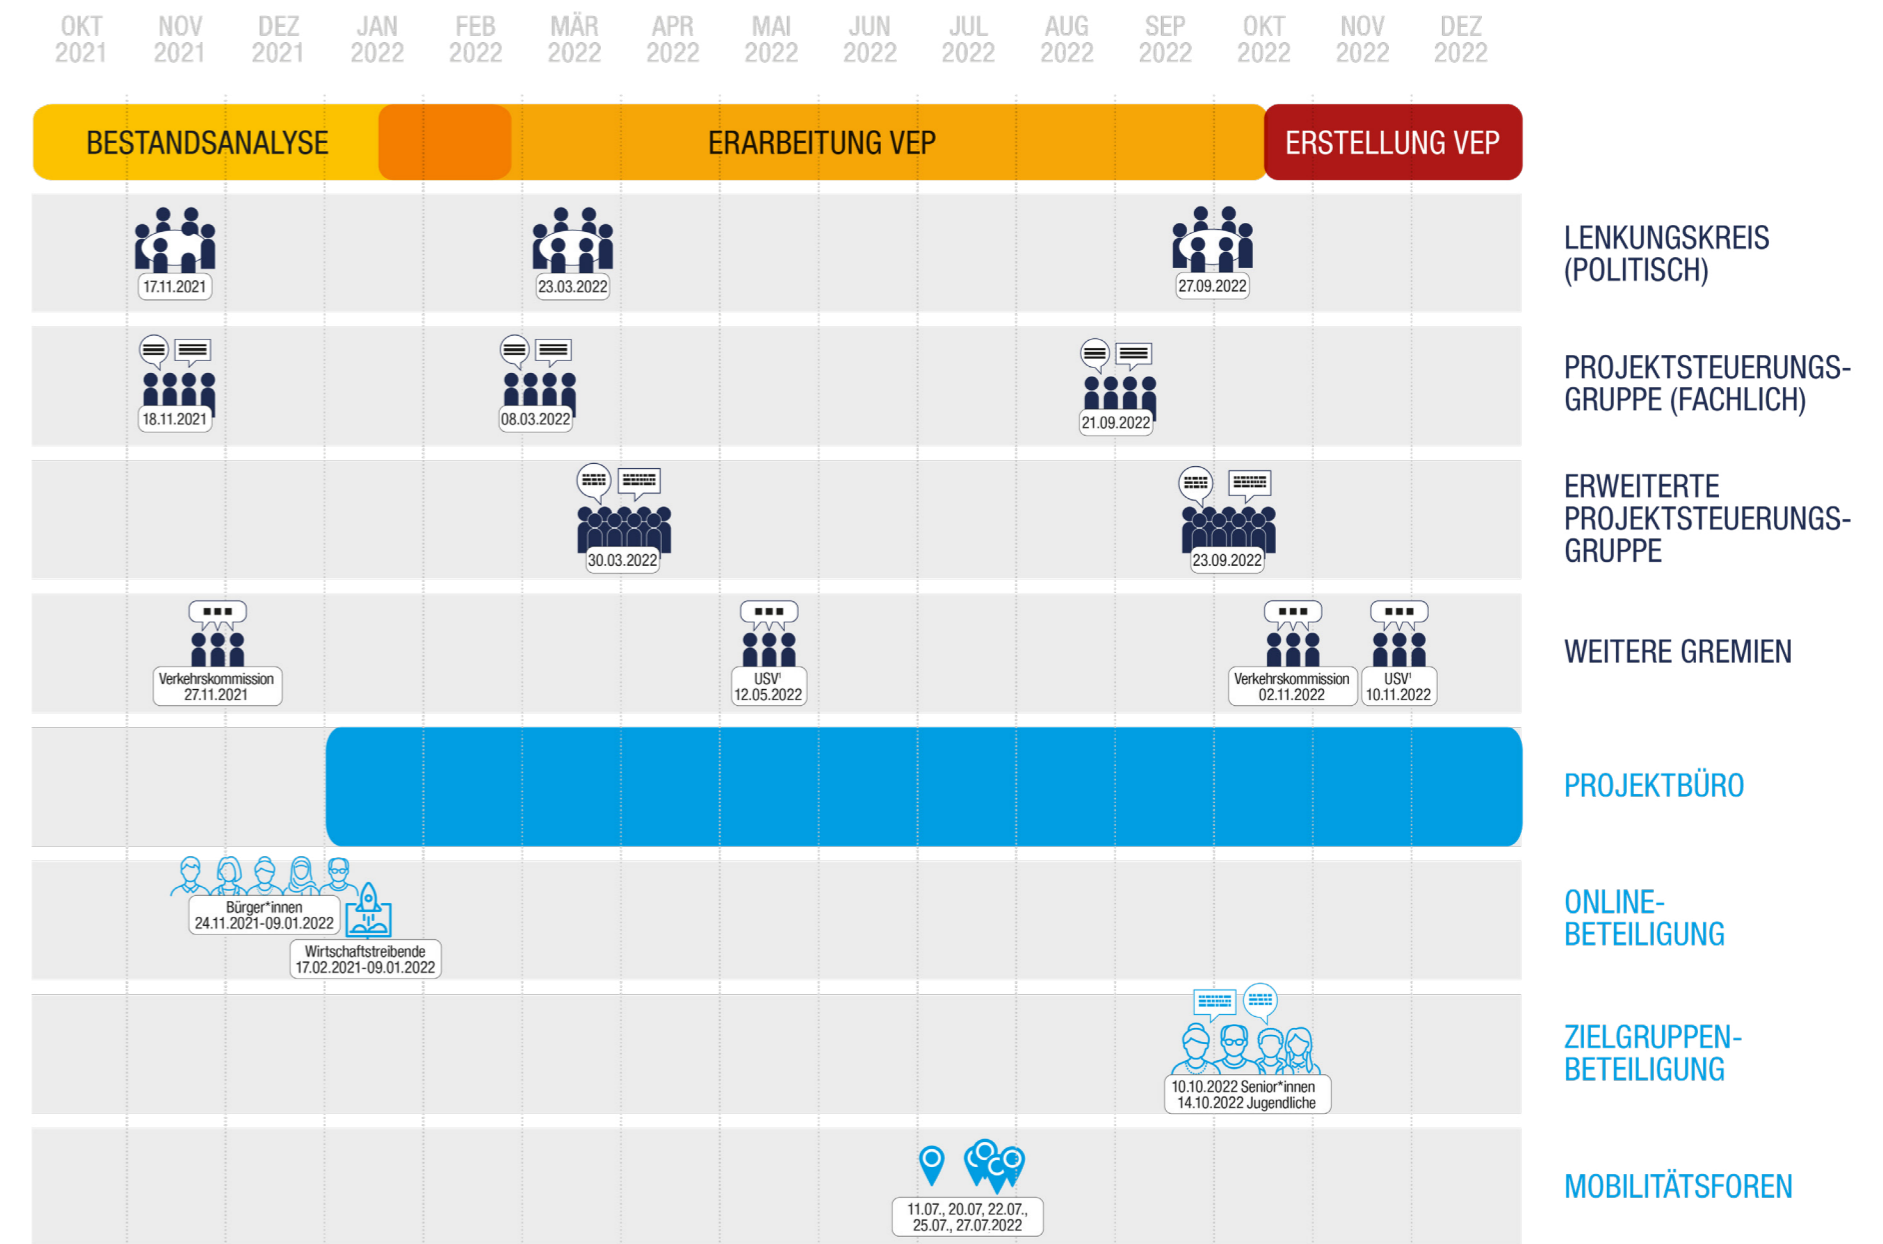 OKT
2021
NOV
2021
DEZ
2021
JAN
2022
FEB
2022
MÄR
2022
APR
2022
MAI
2022
JUN
2022
JUL
2022
AUG
2022
SEP
2022
OKT
2022
NOV
2022
DEZ
2022
BESTANDSANALYSE
ERARBEITUNG VEP
ERSTELLUNG VEP
17.11.2021
23.03.2022
27.09.2022
LENKUNGSKREIS
(POLITISCH)
18.11.2021
08.03.2022
21.09.2022
PROJEKTSTEUERUNGS-
GRUPPE (FACHLICH)
30.03.2022
23.09.2022
ERWEITERTE
PROJEKTSTEUERUNGS-
GRUPPE
Verkehrskommission
27.11.2021
USV¹
12.05.2022
Verkehrskommission
02.11.2022
USV¹
10.11.2022
WEITERE GREMIEN
PROJEKTBÜRO
Bürger*innen
24.11.2021-09.01.2022
Wirtschaftstreibende
17.02.2021-09.01.2022
ONLINE-
BETEILIGUNG
10.10.2022 Senior*innen
14.10.2022 Jugendliche
ZIELGRUPPEN-
BETEILIGUNG
11.07., 20.07, 22.07.,
25.07., 27.07.2022
MOBILITÄTSFOREN